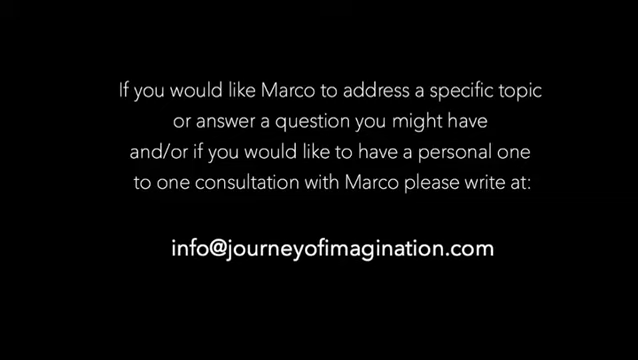 If you would like Marco to address a specific topic
or answer a question you might have
and/or if you would like to have a personal one
to one consultation with Marco please write at:
info@journeyofimagination.com